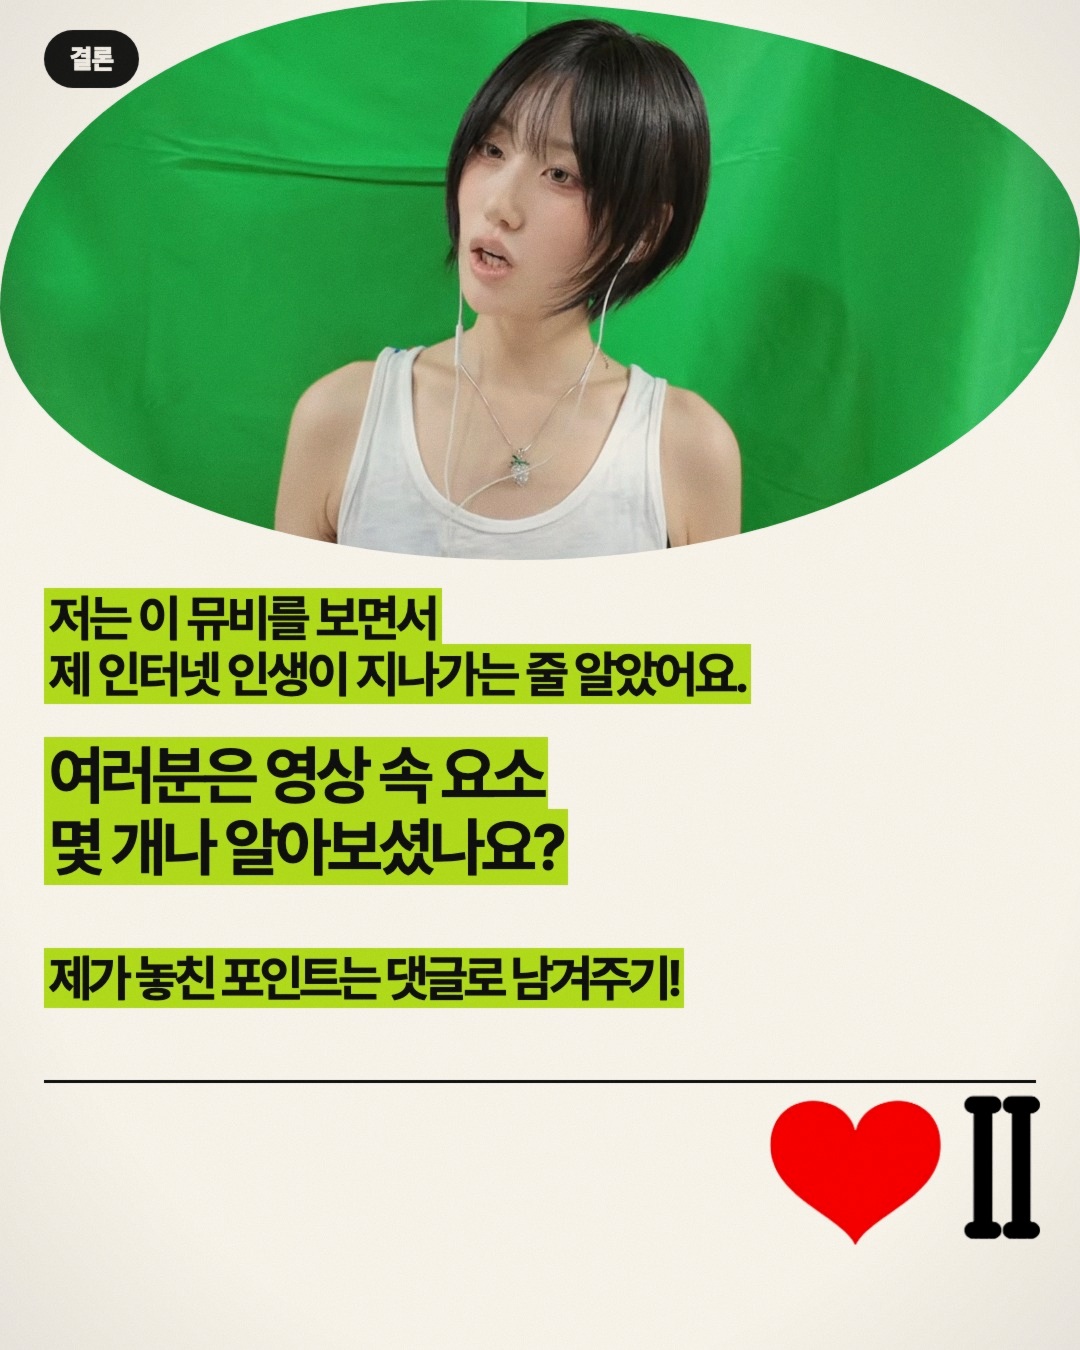 결론
저는 이 뮤비를 보면서
제 인터넷 인생이 지나가는 줄 알았어요.
여러분은 영상 속 요소
몇 개나 알아보셨나요?
제가 놓친 포인트는 댓글로 남겨주기!
II